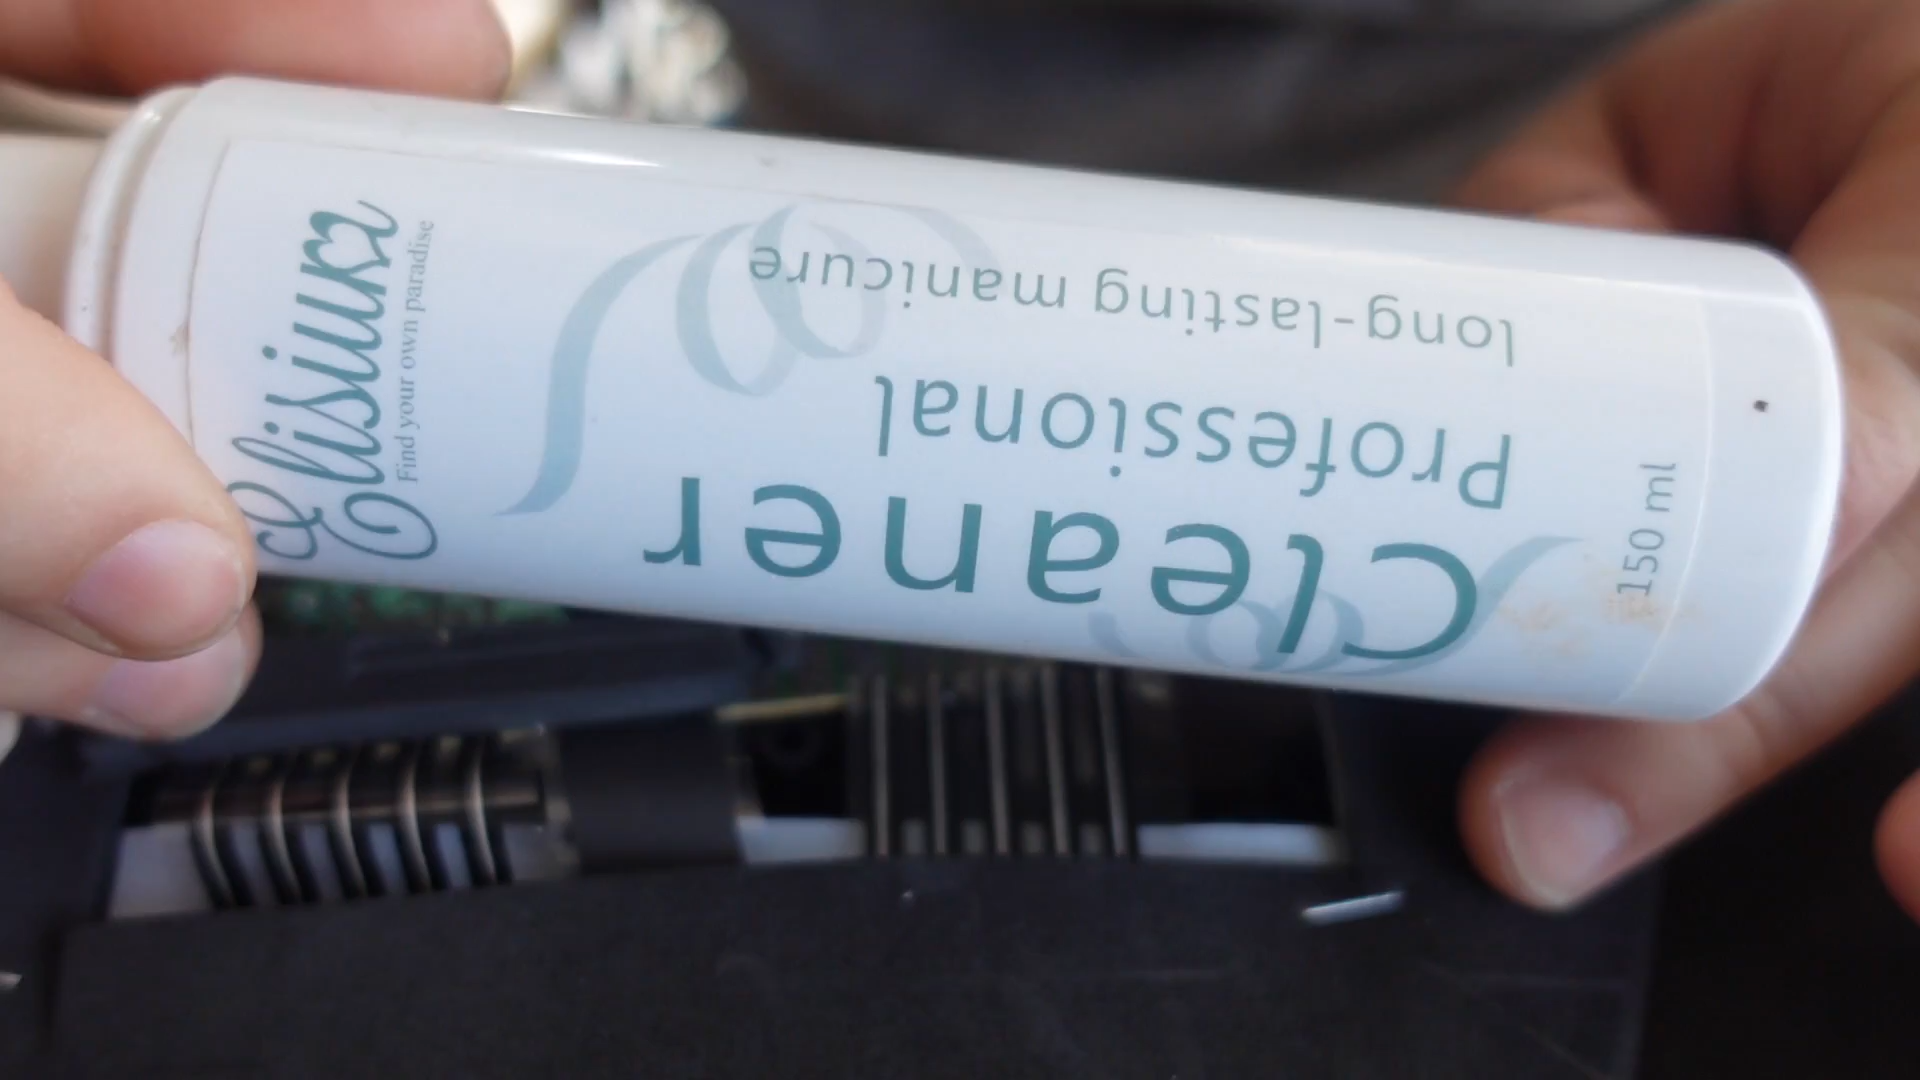 Elisium
Find your own paradise
Cleaner
Professional
long-lasting manicure
150 ml